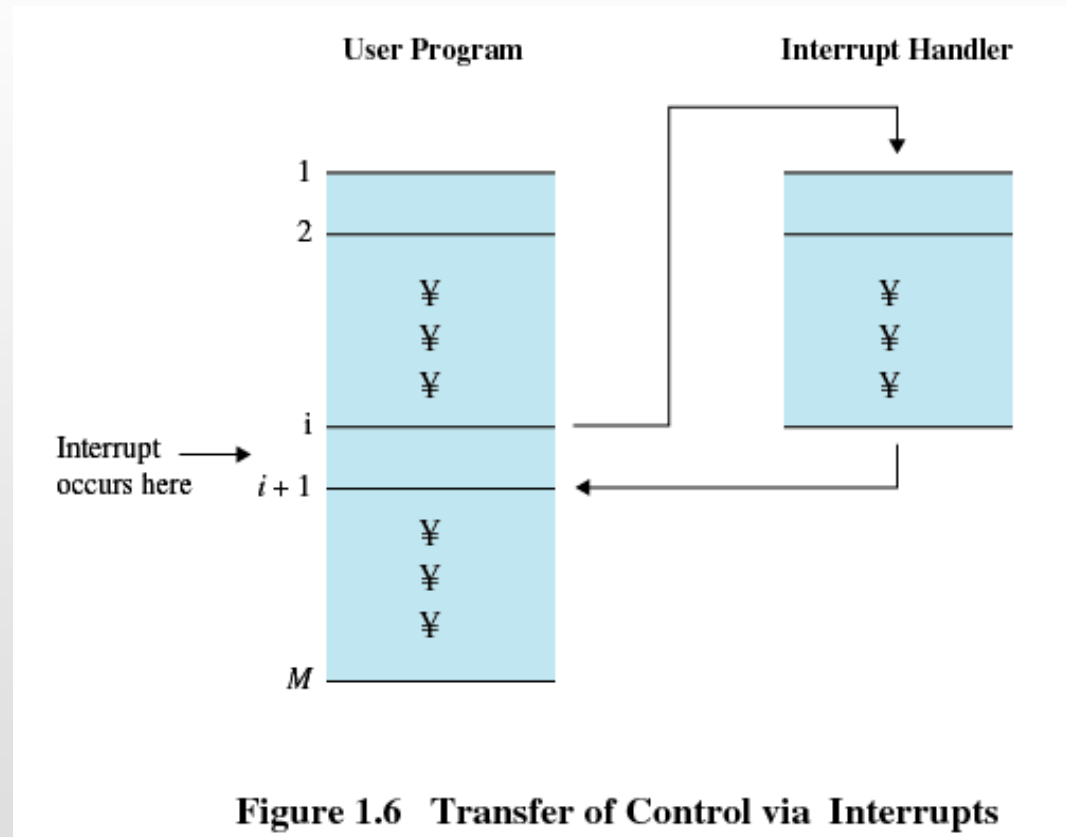 User Program
Interrupt Handler
1
2
¥
¥
¥
i
Interrupt
occurs here
i + 1
¥
¥
¥
M
¥
¥
¥
Figure 1.6 Transfer of Control via Interrupts